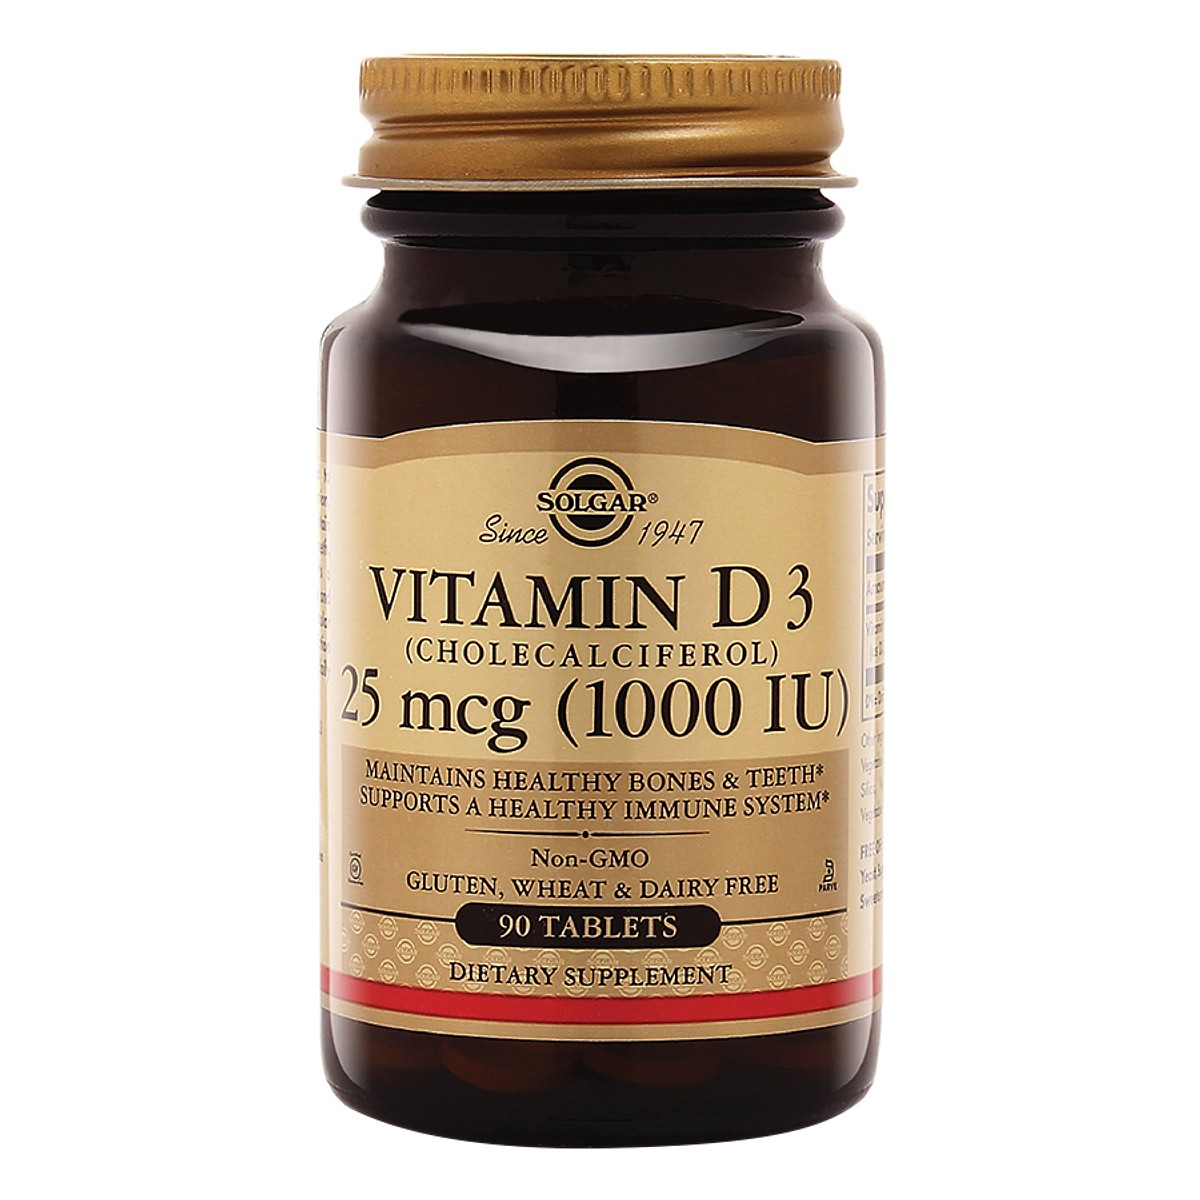 SOLGAR®
Since 1947
VITAMIN D3
(CHOLECALCIFEROL)
25 mcg (1000 IU)
MAINTAINS HEALTHY BONES & TEETH*
SUPPORTS A HEALTHY IMMUNE SYSTEM*
Non-GMO
GLUTEN, WHEAT & DAIRY FREE
PARVE
90 TABLETS
DIETARY SUPPLEMENT